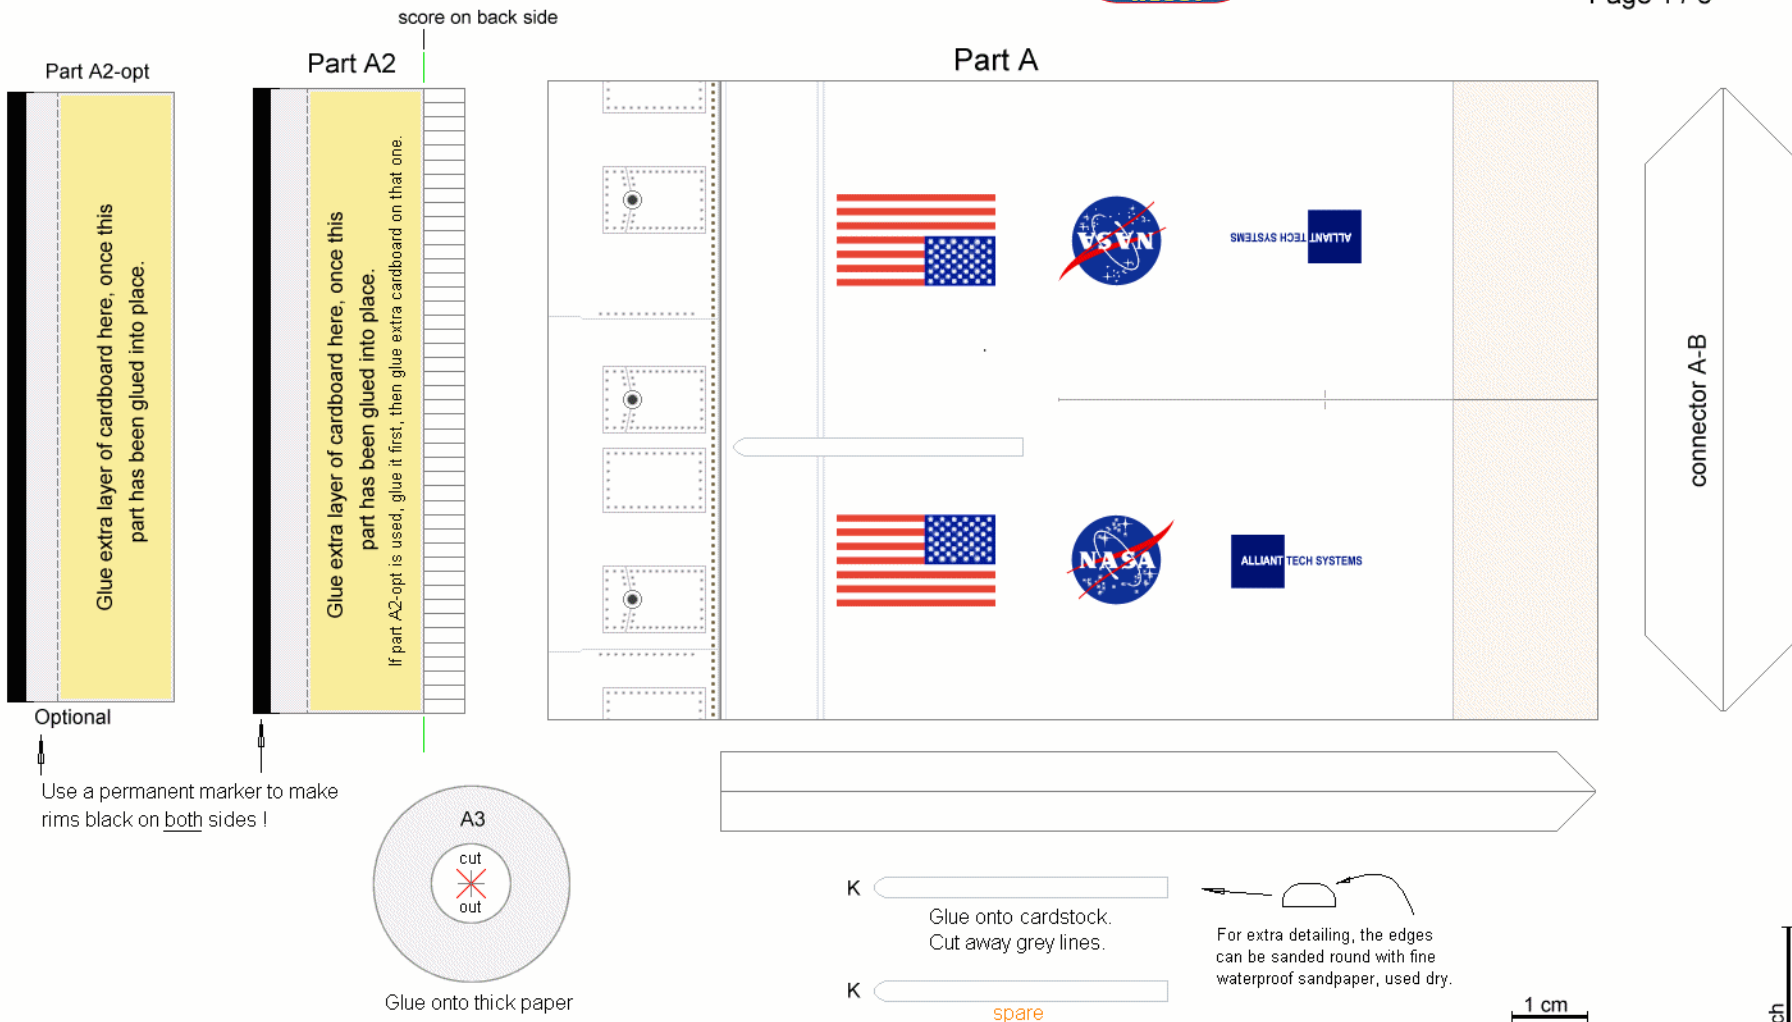 score on back side
Part A2-opt
Part A2
Part A
Glue extra layer of cardboard here, once this
part has been glued into place.
Glue extra layer of cardboard here, once this
part has been glued into place.
If part A2-opt is used, glue it first, then glue extra cardboard on that one.
NASA
ALLIANT TECH SYSTEMS
NASA
ALLIANT TECH SYSTEMS
connector A-B
Optional
Use a permanent marker to make
rims black on both sides !
A3
cut
out
Glue onto thick paper
K
Glue onto cardstock.
Cut away grey lines.
K
spare
For extra detailing, the edges
can be sanded round with fine
waterproof sandpaper, used dry.
1 cm